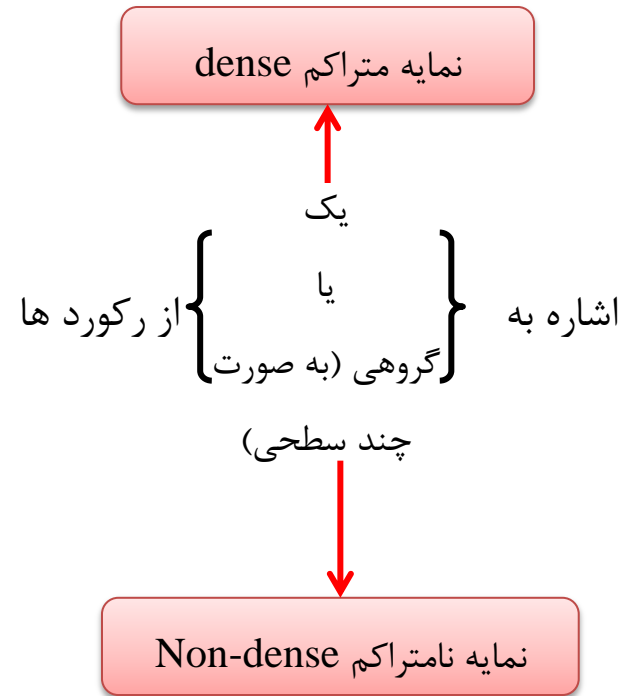 نمایه متراکم dense
یک
یا
اشاره به
از رکورد ها
گروهی (به صورت
چند سطحی)
نمایه نامتراکم Non-dense